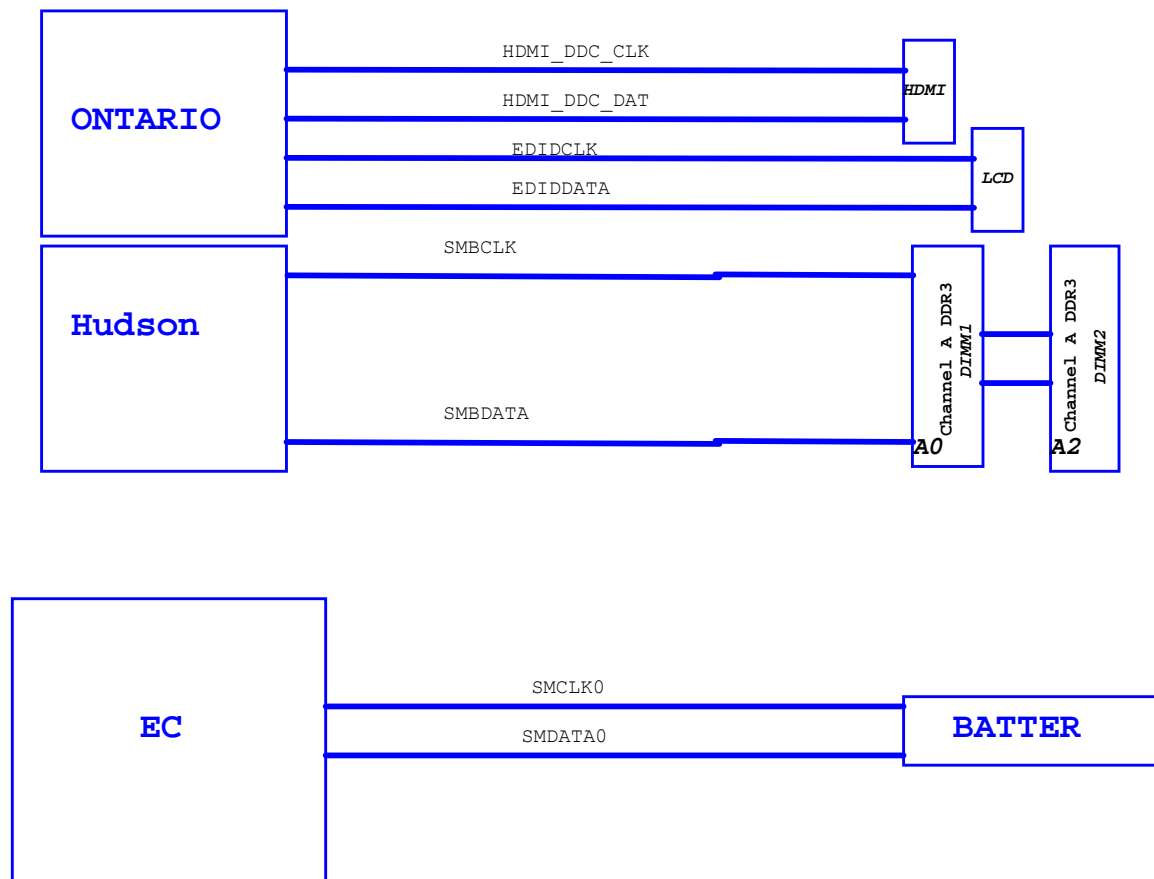 HDMI_DDC_CLK
HDMI
HDMI_DDC_DAT
ONTARIO
EDIDCLK
LCD
EDIDDATA
SMBCLK
Hudson
Channel A DDR3
DIMM1
Channel A DDR3
DIMM2
SMBDATA
A0
A2
SMCLK0
EC
BATTER
SMDATA0